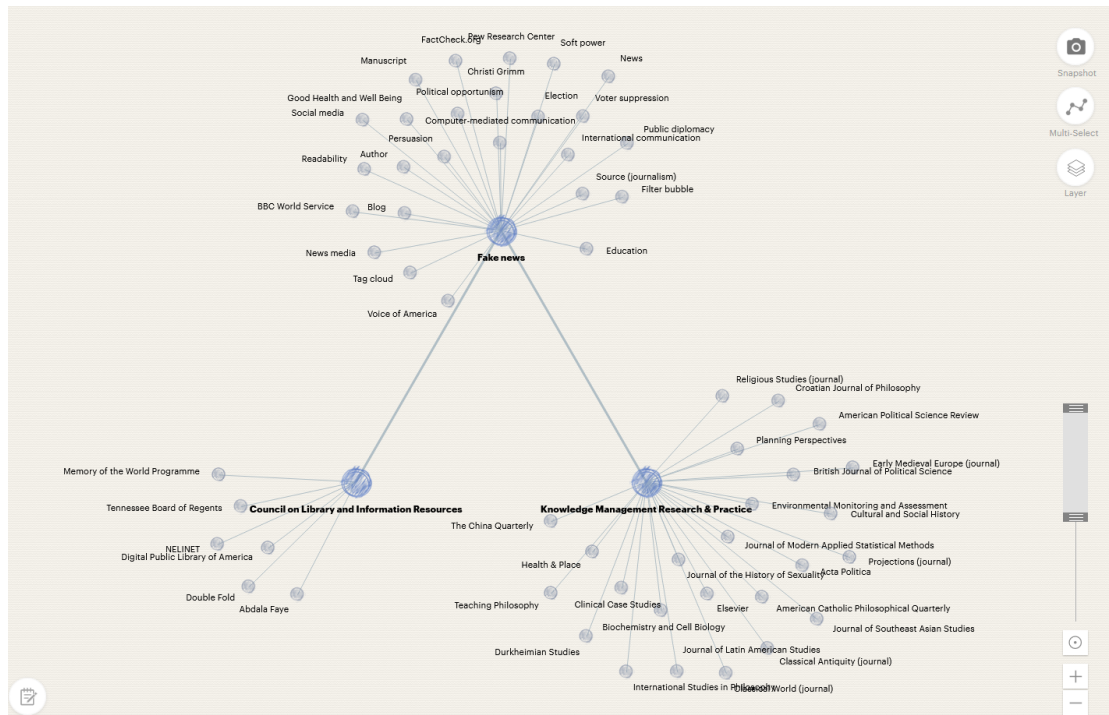 FactCheck.org
Pew Research Center
Soft power
Manuscript
News
Christi Grimm
Snapshot
Political opportunism
Election
Good Health and Well Being
Voter suppression
Social media
Computer-mediated communication
Public diplomacy
Multi-Select
Persuasion
International communication
Readability
Author
Source (journalism)
Filter bubble
Layer
BBC World Service
Blog
News media
Education
Fake news
Tag cloud
Voice of America
Religious Studies (journal)
Croatian Journal of Philosophy
American Political Science Review
Planning Perspectives
Early Medieval Europe (journal)
Memory of the World Programme
British Journal of Political Science
Tennessee Board of Regents
Council on Library and Information Resources
Knowledge Management Research & Practice
Environmental Monitoring and Assessment
Cultural and Social History
The China Quarterly
NELINET
Journal of Modern Applied Statistical Methods
Digital Public Library of America
Health & Place
Projections (journal)
Journal of the History of Sexuality
Acta Politica
Double Fold
Abdala Faye
Teaching Philosophy
Clinical Case Studies
Elsevier
American Catholic Philosophical Quarterly
Biochemistry and Cell Biology
Journal of Southeast Asian Studies
Durkheimian Studies
Journal of Latin American Studies
Classical Antiquity (journal)
International Studies in Philosophy
Classical World (journal)